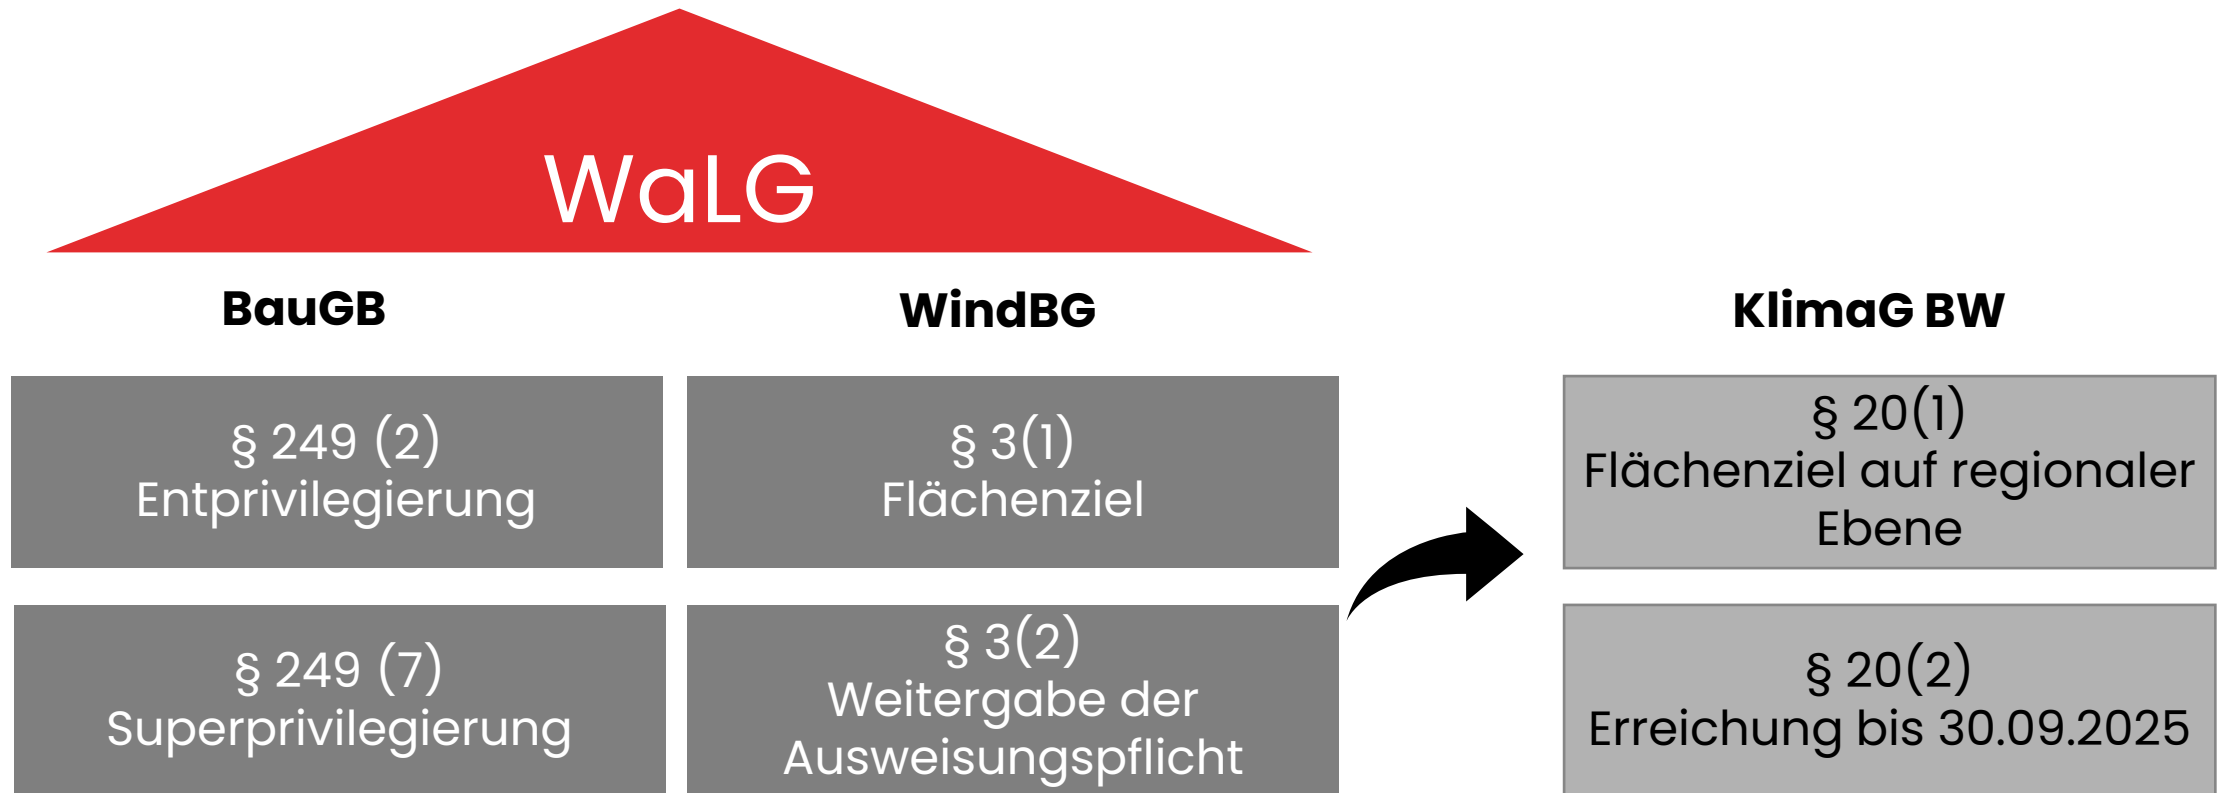 WaLG
BauGB
WindBG
KlimaG BW
§ 249 (2)
Entprivilegierung
§ 3(1)
Flächenziel
§ 20(1)
Flächenziel auf regionaler
Ebene
§ 249 (7)
Superprivilegierung
§ 3(2)
Weitergabe der
Ausweisungspflicht
§ 20(2)
Erreichung bis 30.09.2025